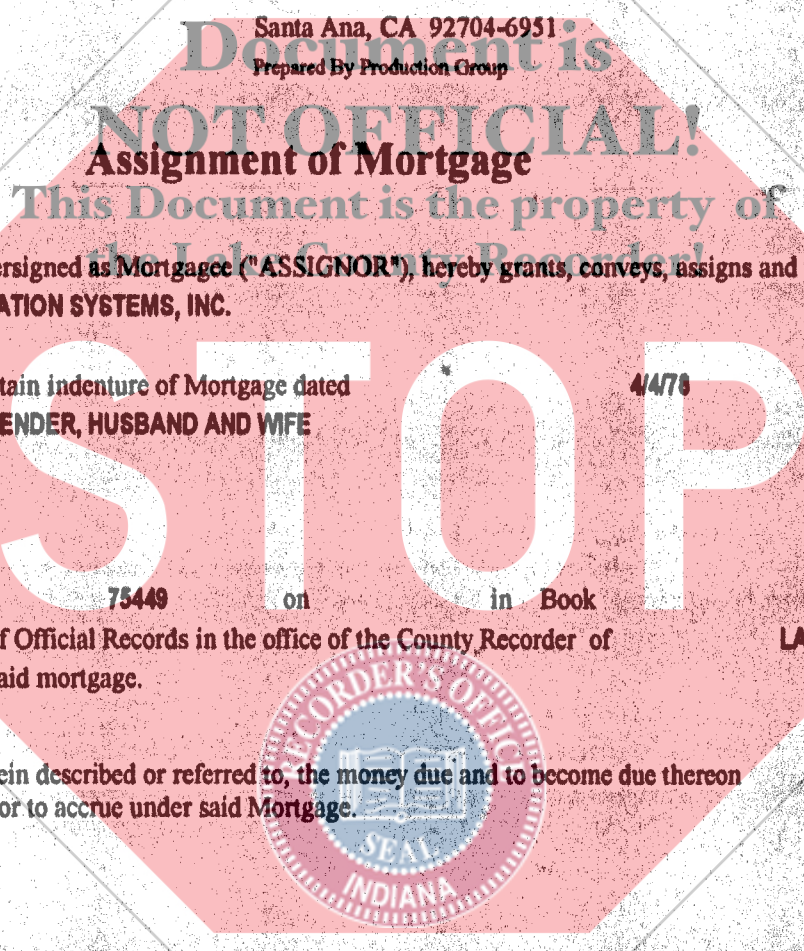 Santa Ana, CA 92704-6951
Document is
Prepared By Production Group
NOT OFFICIAL!
Assignment of Mortgage
This Document is the property of
the Lake County Recorder!
ersigned as Mortgagee ("ASSIGNOR"), hereby grants, conveys, assigns and
ATION SYSTEMS, INC.
STOP
tain indenture of Mortgage dated 4/4/78
ENDER, HUSBAND AND WIFE
75449 on in Book
f Official Records in the office of the County Recorder of LA
aid mortgage.
RECORDER'S OFFICE
ein described or referred to, the money due and to become due thereon
or to accrue under said Mortgage.
SEAL
INDIANA